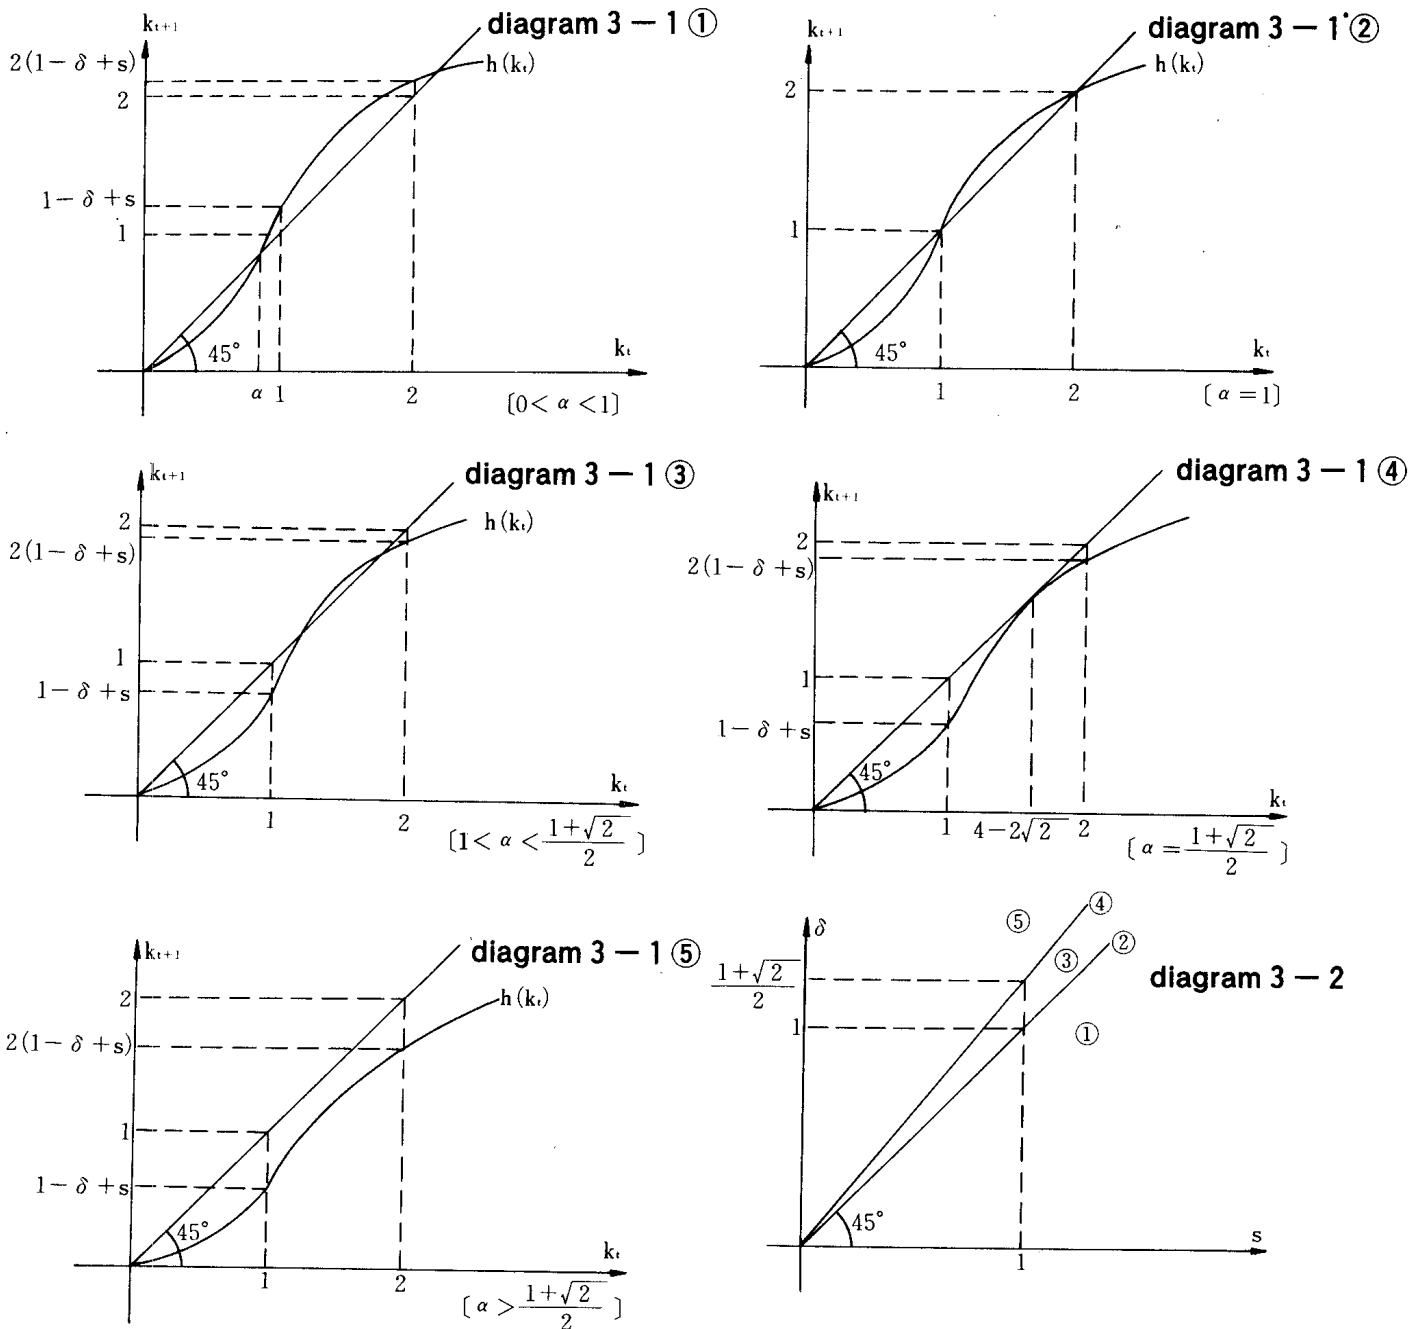 diagram 3 — 1 ①
k_{t+1}
2(1−δ+s)
2
h(k_t)
1−δ+s
1
45°
k_t
α 1 2
[0< α <1]
diagram 3 — 1 ②
k_{t+1}
h(k_t)
2
1
45°
k_t
1 2
[α =1]
diagram 3 — 1 ③
k_{t+1}
2
h(k_t)
2(1−δ+s)
1
1−δ+s
45°
k_t
1 2
[1< α < \frac{1+√2}{2}]
diagram 3 — 1 ④
k_{t+1}
2
2(1−δ+s)
1
1−δ+s
45°
k_t
1 4−2√2 2
[α = \frac{1+√2}{2}]
diagram 3 — 1 ⑤
k_{t+1}
2
h(k_t)
2(1−δ+s)
1
1−δ+s
45°
k_t
1 2
[α > \frac{1+√2}{2}]
δ
⑤ ④
③ ②
\frac{1+√2}{2}
diagram 3 — 2
1
①
45°
s
1